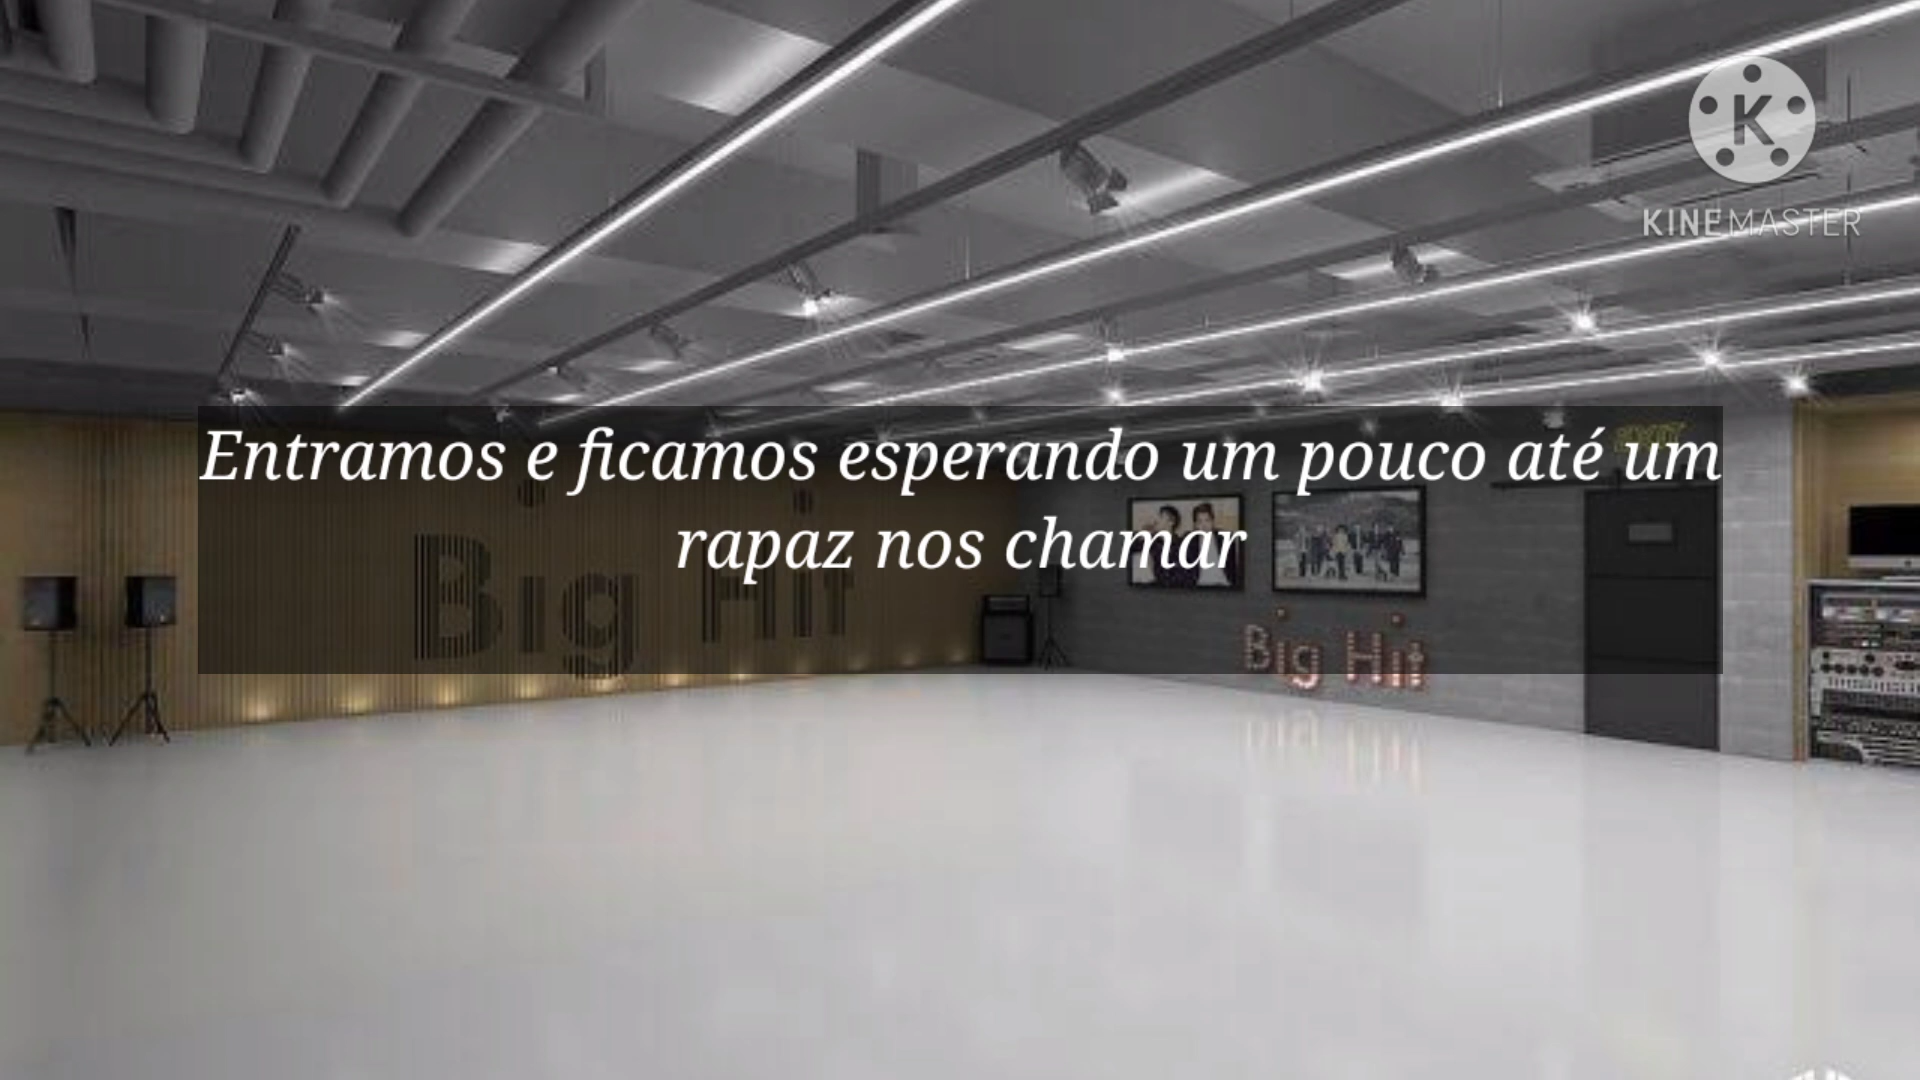 KINEMASTER
Entramos e ficamos esperando um pouco até um
rapaz nos chamar
Big Hit
Big Hit